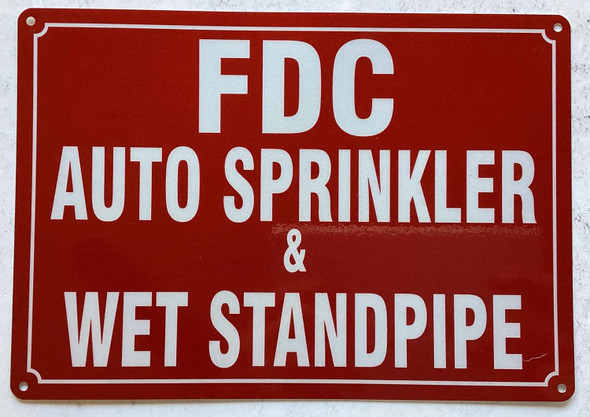 FDC
AUTO SPRINKLER
&
WET STANDPIPE